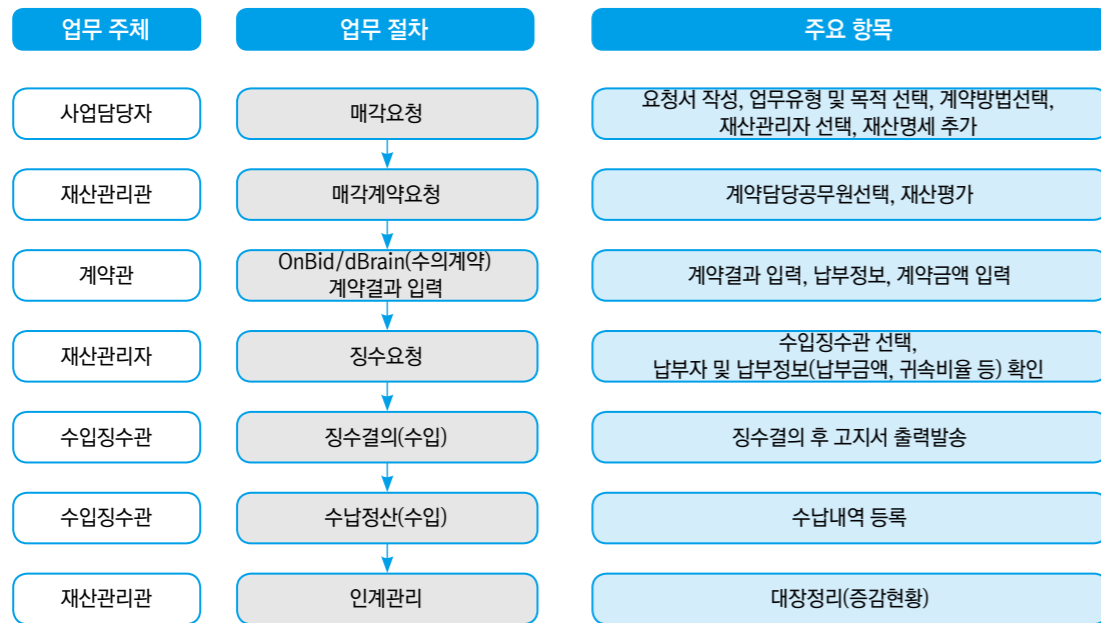 업무 주체
업무 절차
주요 항목
사업담당자
매각요청
요청서 작성, 업무유형 및 목적 선택, 계약방법선택,
재산관리자 선택, 재산명세 추가
재산관리관
매각계약요청
계약담당공무원선택, 재산평가
계약관
OnBid/dBrain(수의계약)
계약결과 입력
계약결과 입력, 납부정보, 계약금액 입력
재산관리자
징수요청
수입징수관 선택,
납부자 및 납부정보(납부금액, 귀속비율 등) 확인
수입징수관
징수결의(수입)
징수결의 후 고지서 출력발송
수입징수관
수납정산(수입)
수납내역 등록
재산관리관
인계관리
대장정리(증감현황)